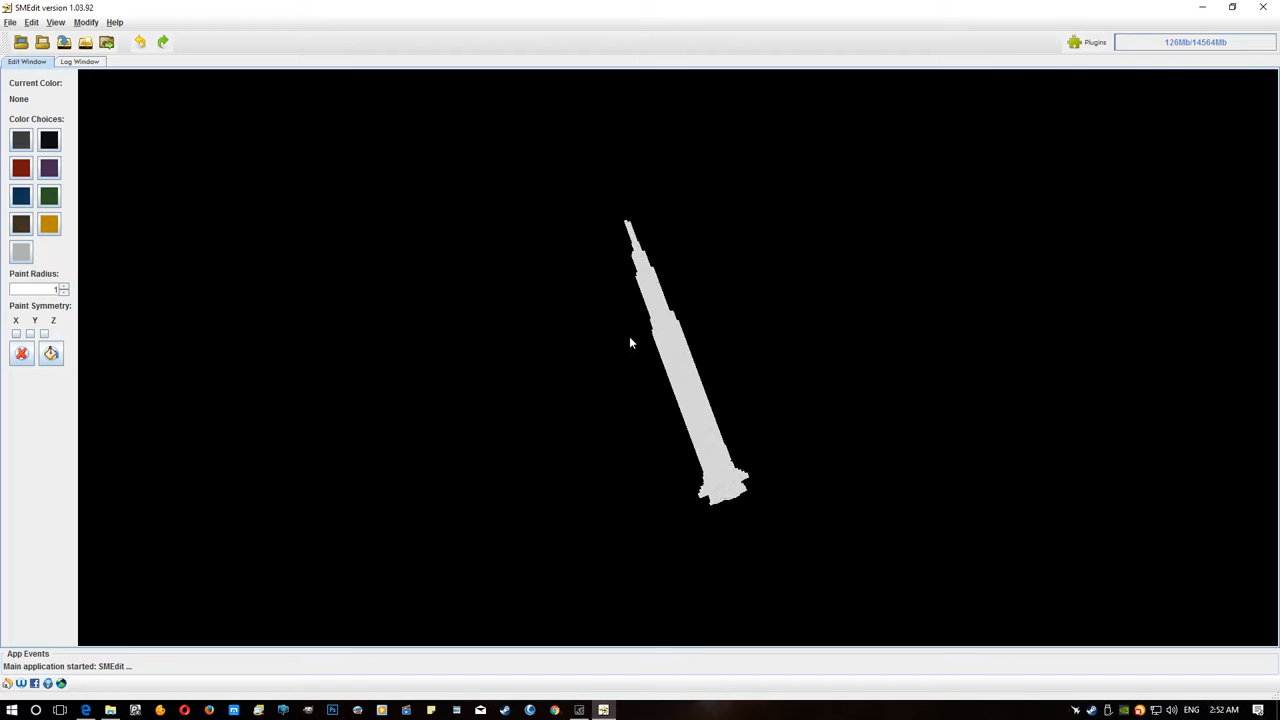 SMEdit version 1.03.92
File Edit View Modify Help
Plugins 126Mb/14564Mb
Edit Window Log Window
Current Color:
None
Color Choices:
Paint Radius:
1
Paint Symmetry:
X Y Z
App Events
Main application started: SMEdit ...
ENG 2:52 AM